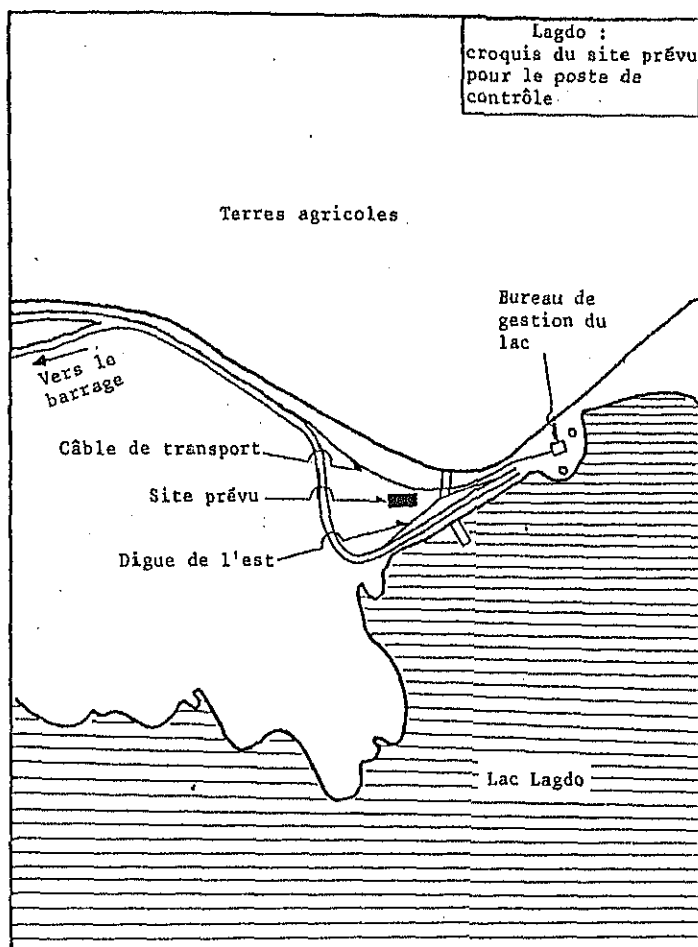 Lagdo :
croquis du site prévu
pour le poste de
contrôle
Terres agricoles
Bureau de
gestion du
lac
Vers le
barrage
Câble de transport
Site prévu
Digue de l'est
Lac Lagdo